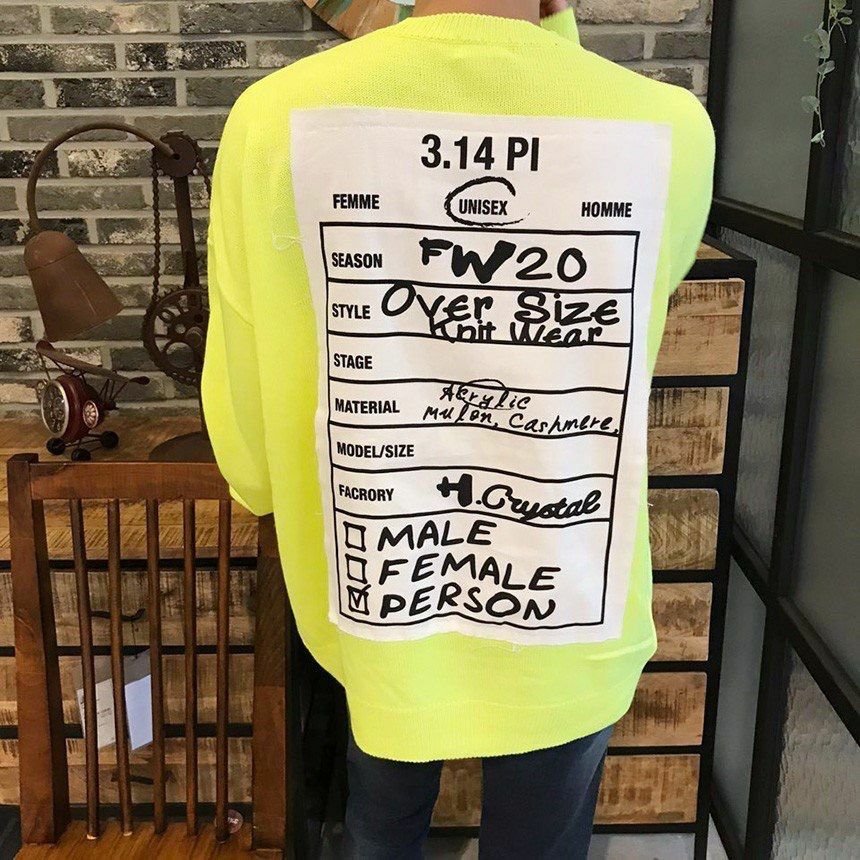 3.14 PI
FEMME UNISEX HOMME
SEASON FW20
STYLE Over Size
Knit Wear
STAGE
MATERIAL Acrylic
Mulon, Cashmere.
MODEL/SIZE
FACRORY H.Crystal
MALE
FEMALE
PERSON